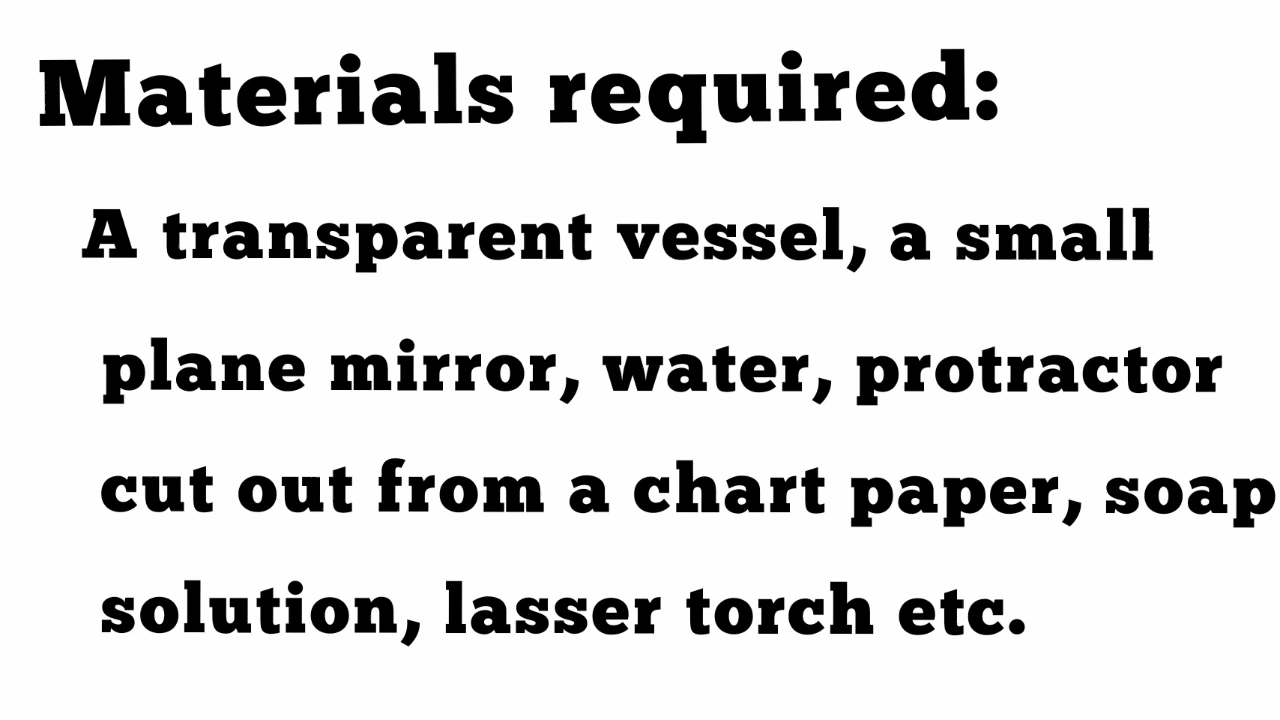 Materials required:
A transparent vessel, a small
plane mirror, water, protractor
cut out from a chart paper, soap
solution, lasser torch etc.